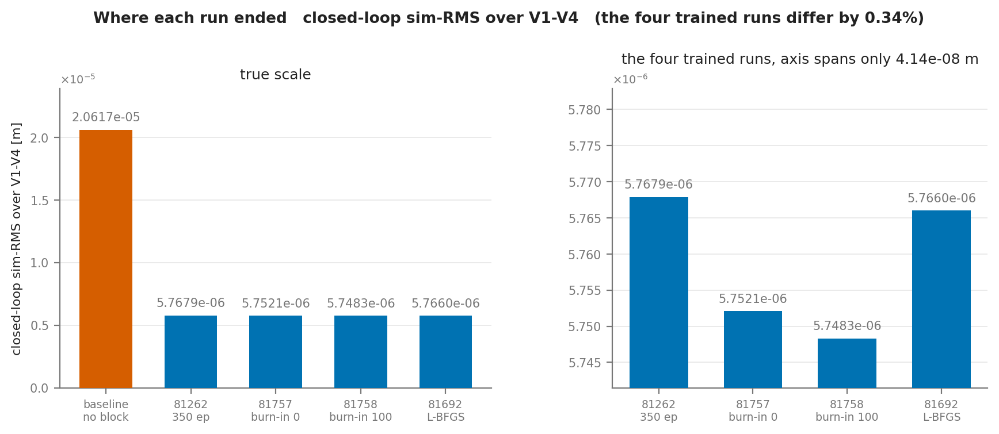 Where each run ended   closed-loop sim-RMS over V1-V4   (the four trained runs differ by 0.34%)
true scale
×10⁻⁵
closed-loop sim-RMS over V1-V4 [m]
2.0
1.5
1.0
0.5
0.0
2.0617e-05
5.7679e-06
5.7521e-06
5.7483e-06
5.7660e-06
baseline
no block
81262
350 ep
81757
burn-in 0
81758
burn-in 100
81692
L-BFGS
the four trained runs, axis spans only 4.14e-08 m
×10⁻⁶
5.780
5.775
5.770
5.765
5.760
5.755
5.750
5.745
5.7679e-06
5.7521e-06
5.7483e-06
5.7660e-06
81262
350 ep
81757
burn-in 0
81758
burn-in 100
81692
L-BFGS